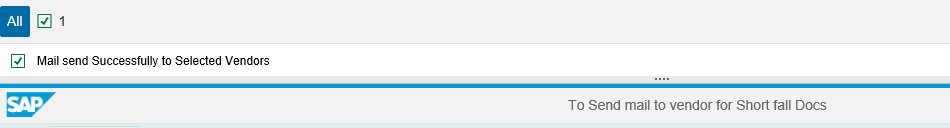 All 1
Mail send Successfully to Selected Vendors
SAP To Send mail to vendor for Short fall Docs